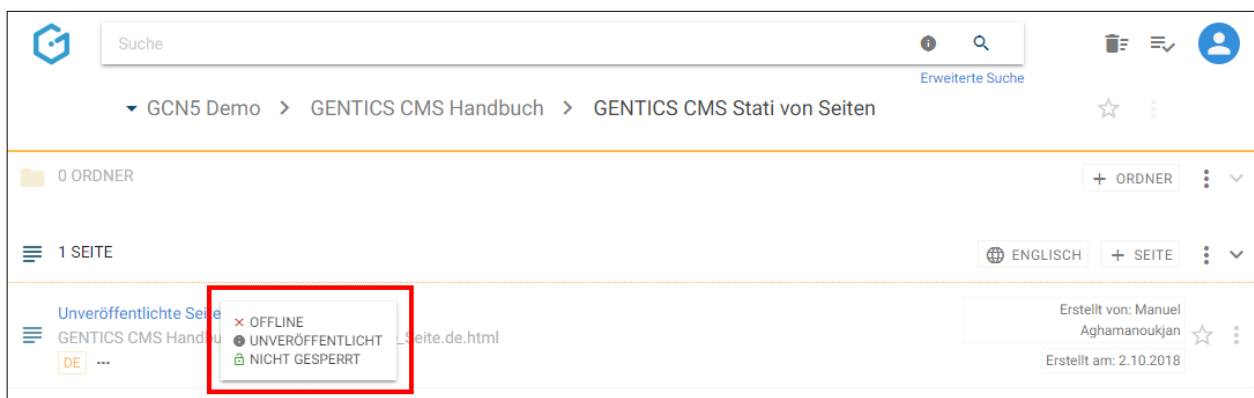 Suche
Erweiterte Suche
GCN5 Demo > GENTICS CMS Handbuch > GENTICS CMS Stati von Seiten
0 ORDNER
+ ORDNER
1 SEITE
ENGLISCH
+ SEITE
Unveröffentlichte Seite
GENTICS CMS Handbu
_Seite.de.html
DE
OFFLINE
UNVERÖFFENTLICHT
NICHT GESPERRT
Erstellt von: Manuel
Aghamanoukjan
Erstellt am: 2.10.2018